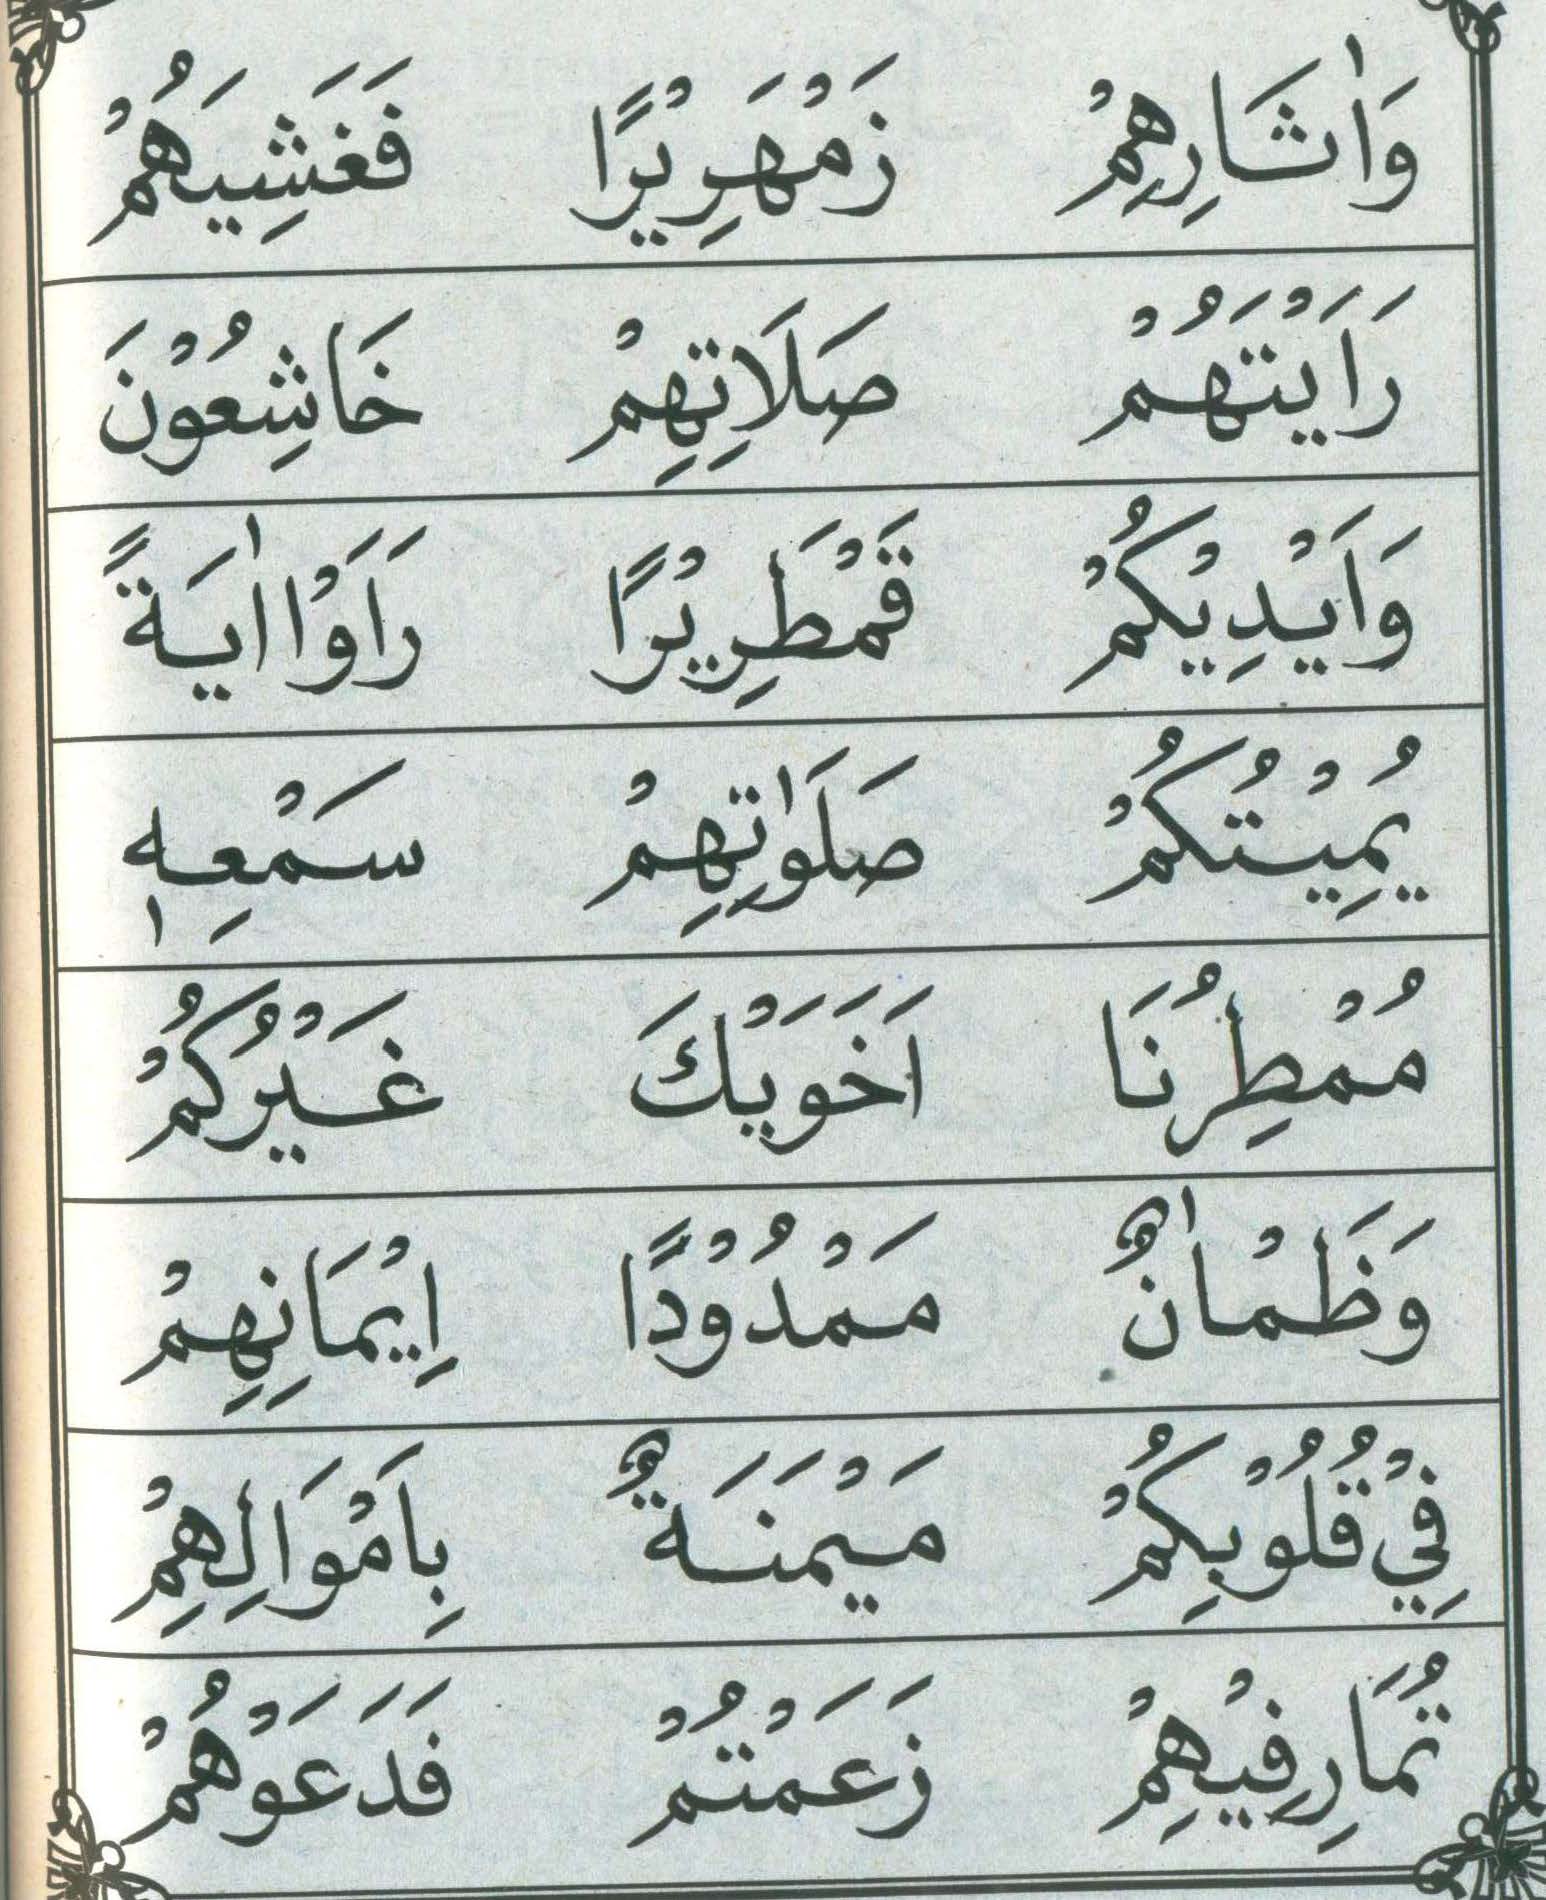 وَاٰثَارِهِمْ زَمْهَرِيْرًا فَغَشِيَهُمْ
رَاَيْتَهُمْ صَلَاتِهِمْ خَاشِعُوْنَ
وَاَيْدِيْكُمْ قَمْطَرِيْرًا رَاَوْا اٰيَةً
يُمِيْتُكُمْ صَلَوٰتِهِمْ سَمْعِهٖ
مُمْطِرُنَا اَخَوَيْكَ غَيْرُكُمْ
وَظَمْاٰنٌ مَمْدُوْدًا اِيْمَانِهِمْ
فِيْ قُلُوْبِكُمْ مَيْمَنَةٌ بِاَمْوَالِهِمْ
تُمَارِفِيْهِمْ زَعَمْتُمْ فَدَعَوْهُمْ